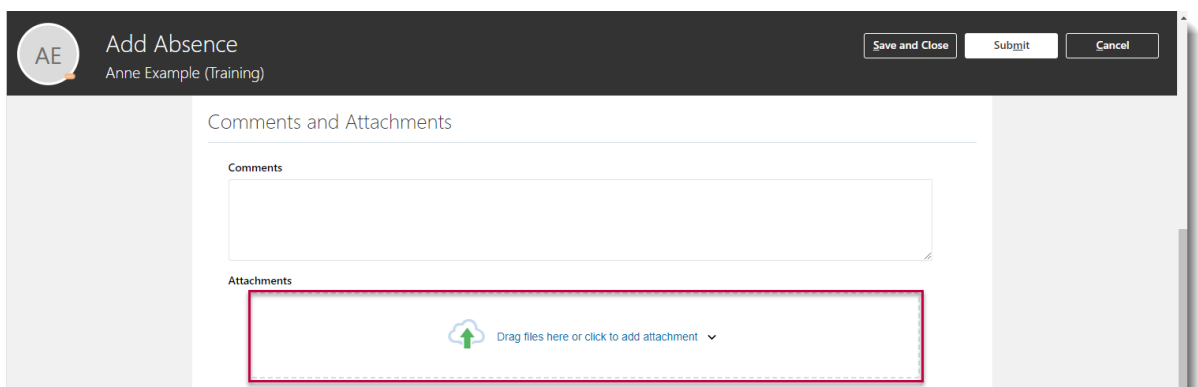 AE
Add Absence
Anne Example (Training)
Save and Close
Submit
Cancel
Comments and Attachments
Comments
Attachments
Drag files here or click to add attachment